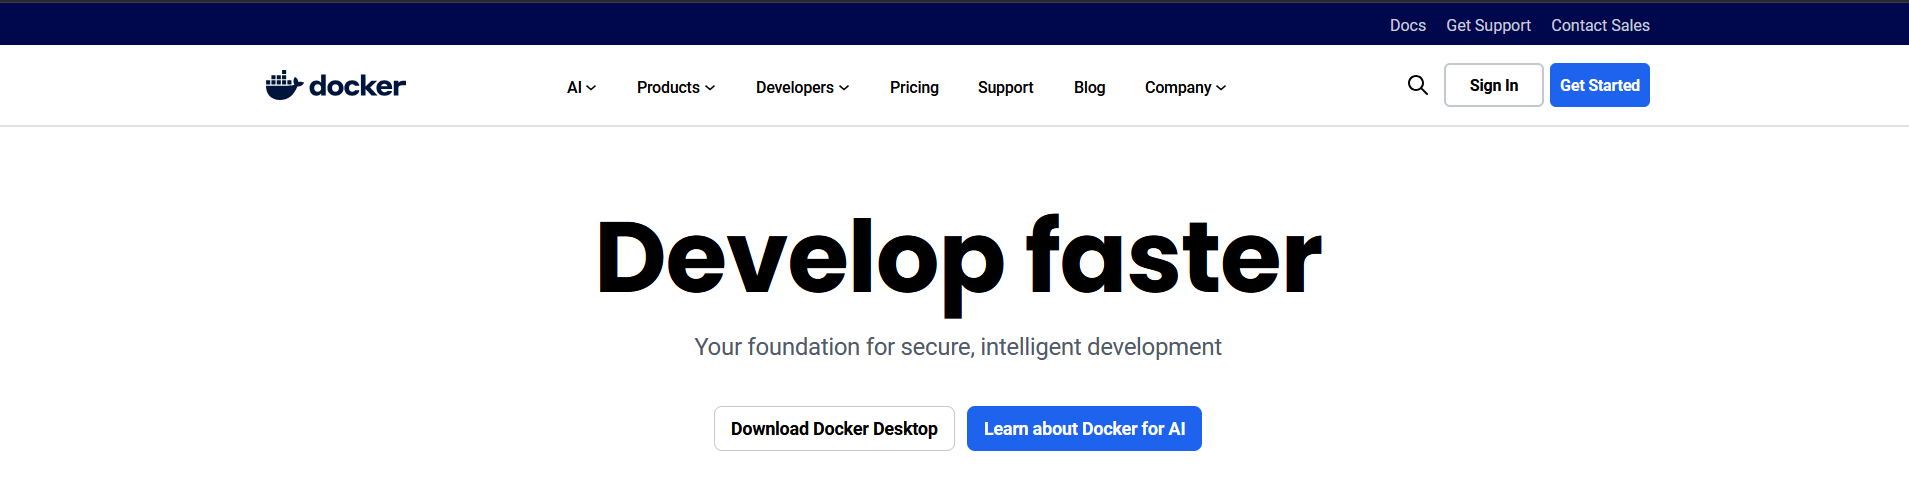 Docs Get Support Contact Sales
docker AI Products Developers Pricing Support Blog Company Sign In Get Started
Develop faster
Your foundation for secure, intelligent development
Download Docker Desktop Learn about Docker for AI